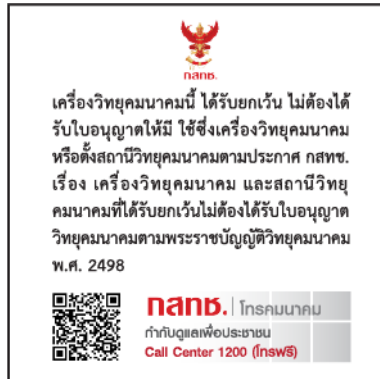 กสทช.
เครื่องวิทยุคมนาคมนี้ ได้รับยกเว้น ไม่ต้องได้
รับใบอนุญาตให้มี ใช้ซึ่งเครื่องวิทยุคมนาคม
หรือตั้งสถานีวิทยุคมนาคมตามประกาศ กสทช.
เรื่อง เครื่องวิทยุคมนาคม และสถานีวิทยุ
คมนาคมที่ได้รับยกเว้นไม่ต้องได้รับใบอนุญาต
วิทยุคมนาคมตามพระราชบัญญัติวิทยุคมนาคม
พ.ศ. 2498
กสทช. | โทรคมนาคม
กำกับดูแลเพื่อประชาชน
Call Center 1200 (โทรฟรี)